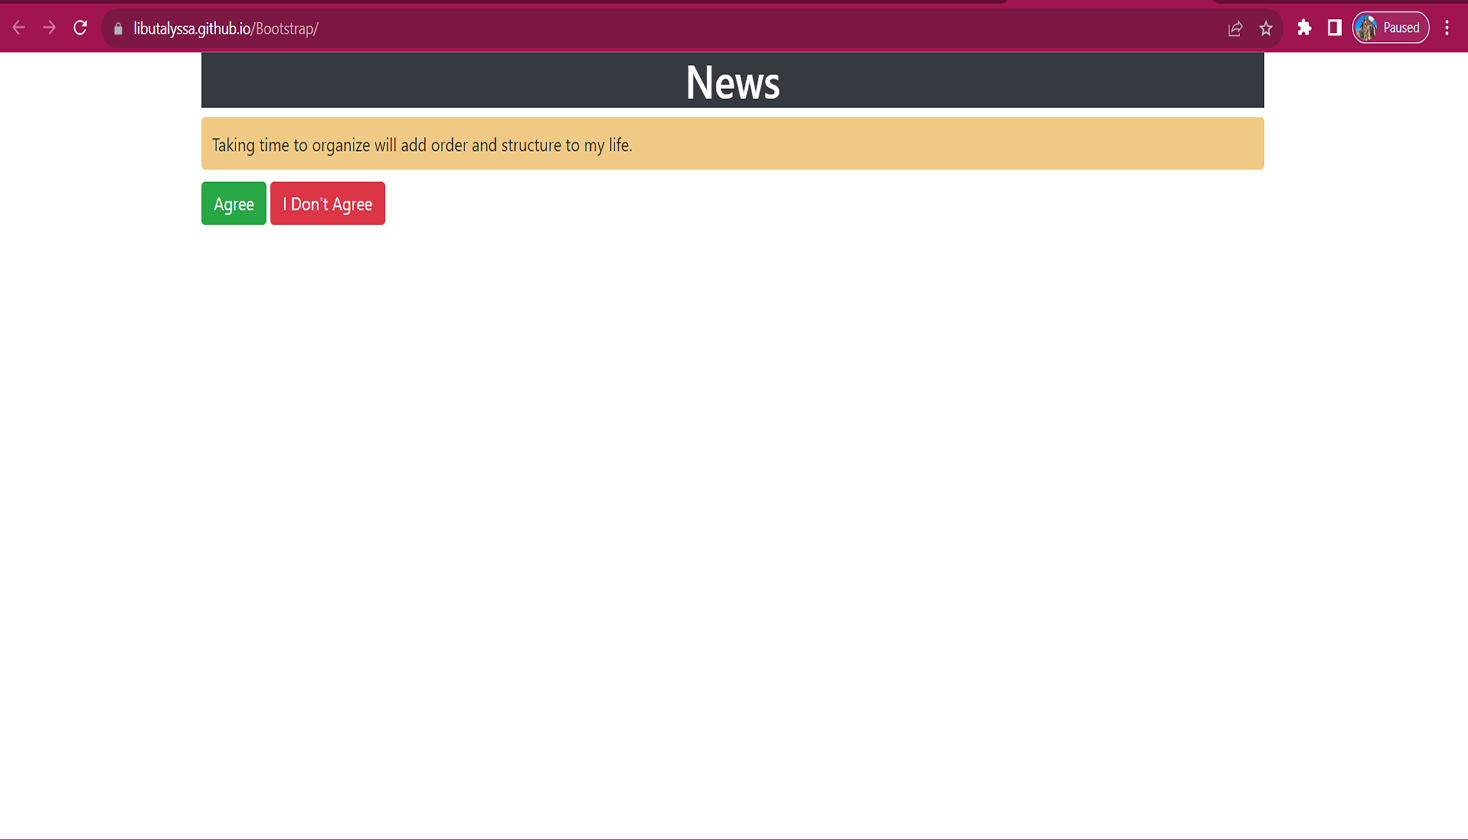 libutalyssa.github.io/Bootstrap/
Paused
News
Taking time to organize will add order and structure to my life.
Agree
I Don't Agree